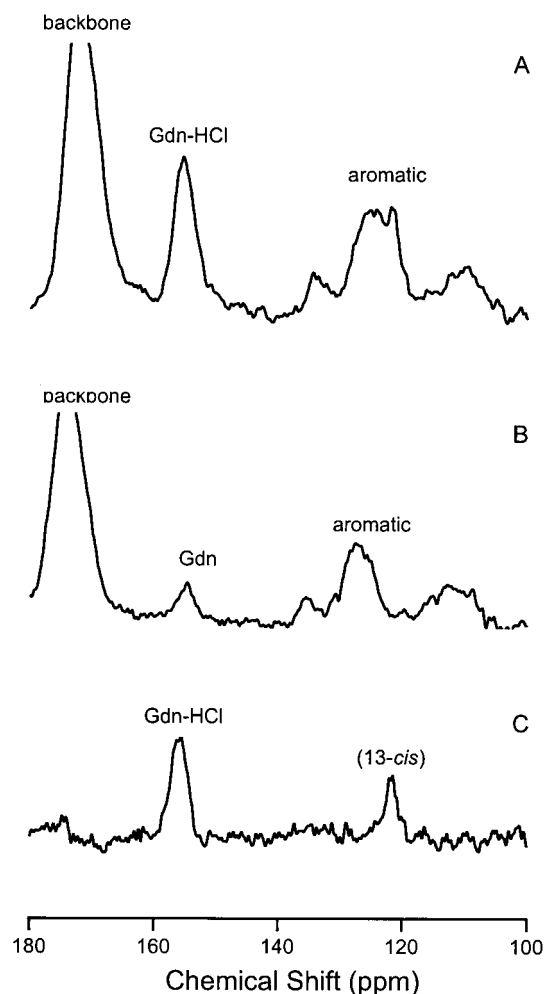 backbone
A
Gdn-HCl
aromatic
backbone
B
aromatic
Gdn
C
Gdn-HCl
(13-cis)
180 160 140 120 100
Chemical Shift (ppm)